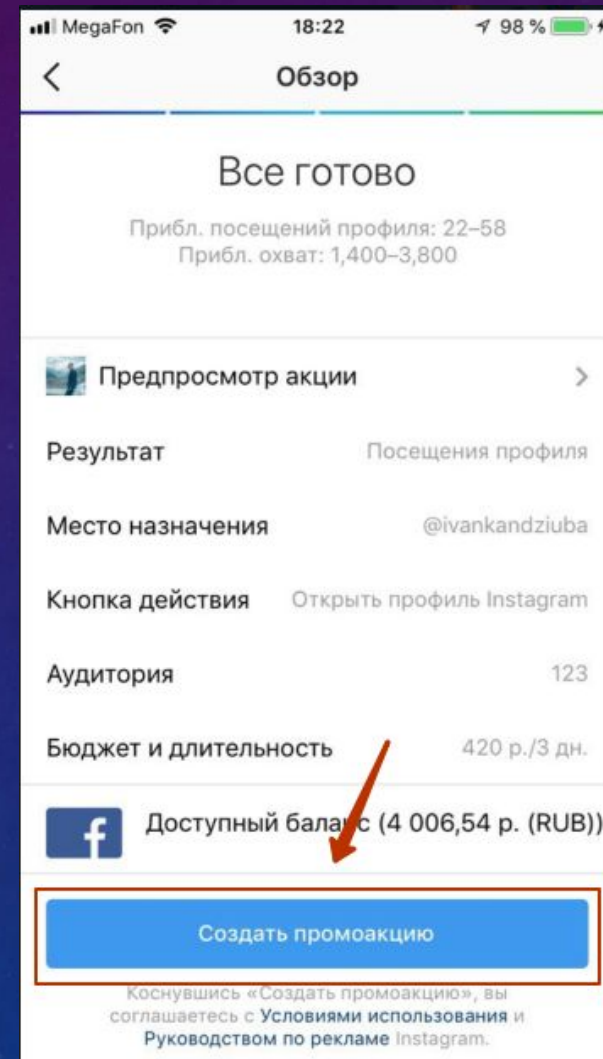 MegaFon 18:22 98 %
Обзор
Все готово
Прибл. посещений профиля: 22–58
Прибл. охват: 1,400–3,800
Предпросмотр акции
Результат Посещения профиля
Место назначения @ivankandziuba
Кнопка действия Открыть профиль Instagram
Аудитория 123
Бюджет и длительность 420 р./3 дн.
f Доступный баланс (4 006,54 р. (RUB))
Создать промоакцию
Коснувшись «Создать промоакцию», вы
соглашаетесь с Условиями использования и
Руководством по рекламе Instagram.